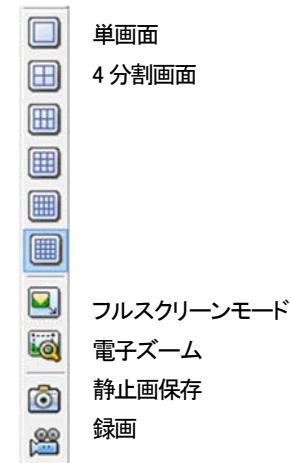 単画面
4 分割画面
フルスクリーンモード
電子ズーム
静止画保存
録画